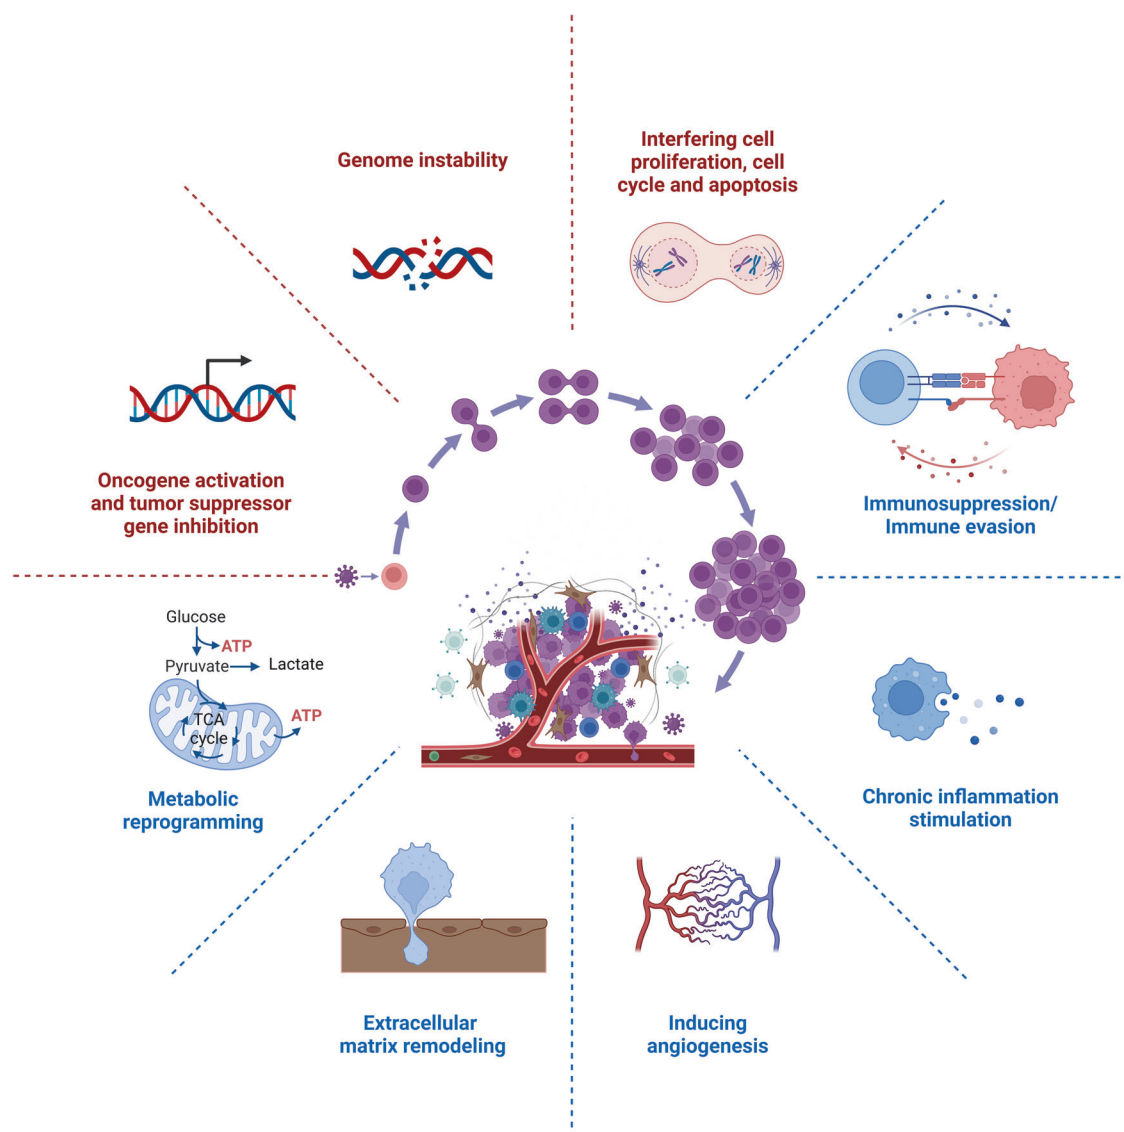 Genome instability
Interfering cell
proliferation, cell
cycle and apoptosis
Oncogene activation
and tumor suppressor
gene inhibition
Immunosuppression/
Immune evasion
Glucose
ATP
Pyruvate
Lactate
TCA
cycle
ATP
Metabolic
reprogramming
Chronic inflammation
stimulation
Extracellular
matrix remodeling
Inducing
angiogenesis